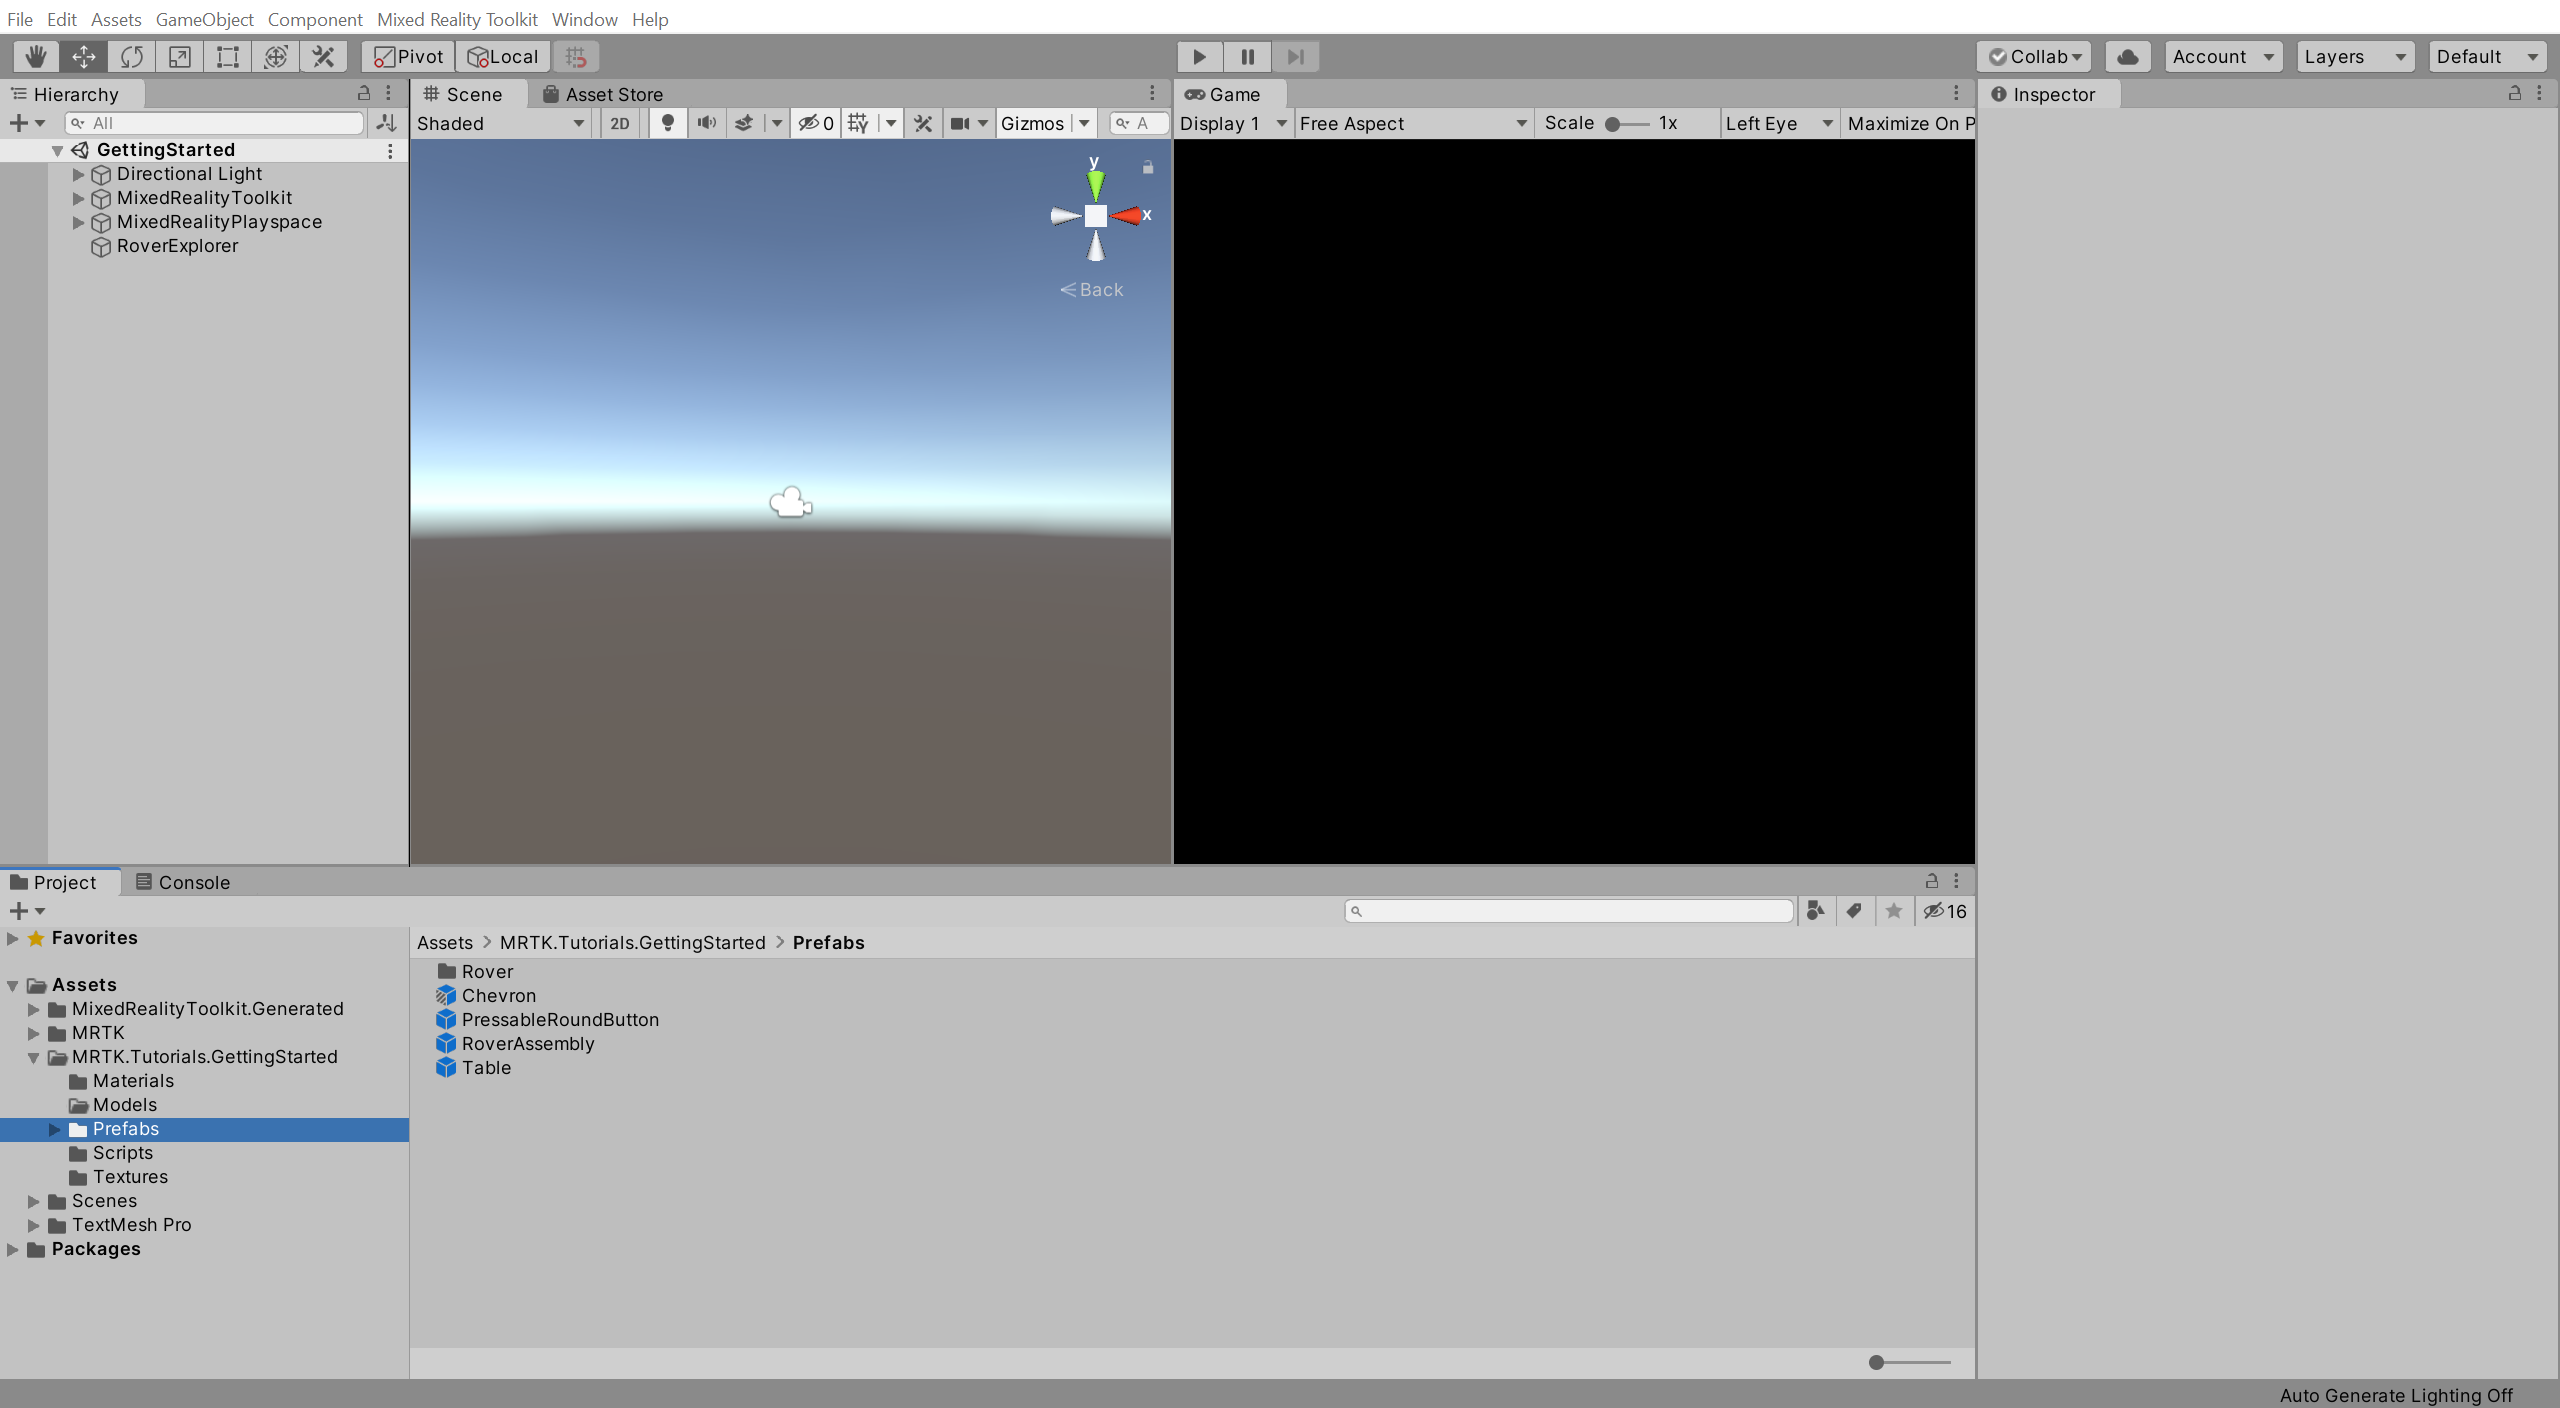 File Edit Assets GameObject Component Mixed Reality Toolkit Window Help
Pivot Local Collab Account Layers Default
Hierarchy
All
GettingStarted
Directional Light
MixedRealityToolkit
MixedRealityPlayspace
RoverExplorer
Scene Asset Store
Shaded 2D 0 Gizmos A
y
x
Back
Game
Display 1 Free Aspect Scale 1x Left Eye Maximize On P
Inspector
Project Console
16
Favorites
Assets
MixedRealityToolkit.Generated
MRTK
MRTK.Tutorials.GettingStarted
Materials
Models
Prefabs
Scripts
Textures
Scenes
TextMesh Pro
Packages
Assets > MRTK.Tutorials.GettingStarted > Prefabs
Rover
Chevron
PressableRoundButton
RoverAssembly
Table
Auto Generate Lighting Off